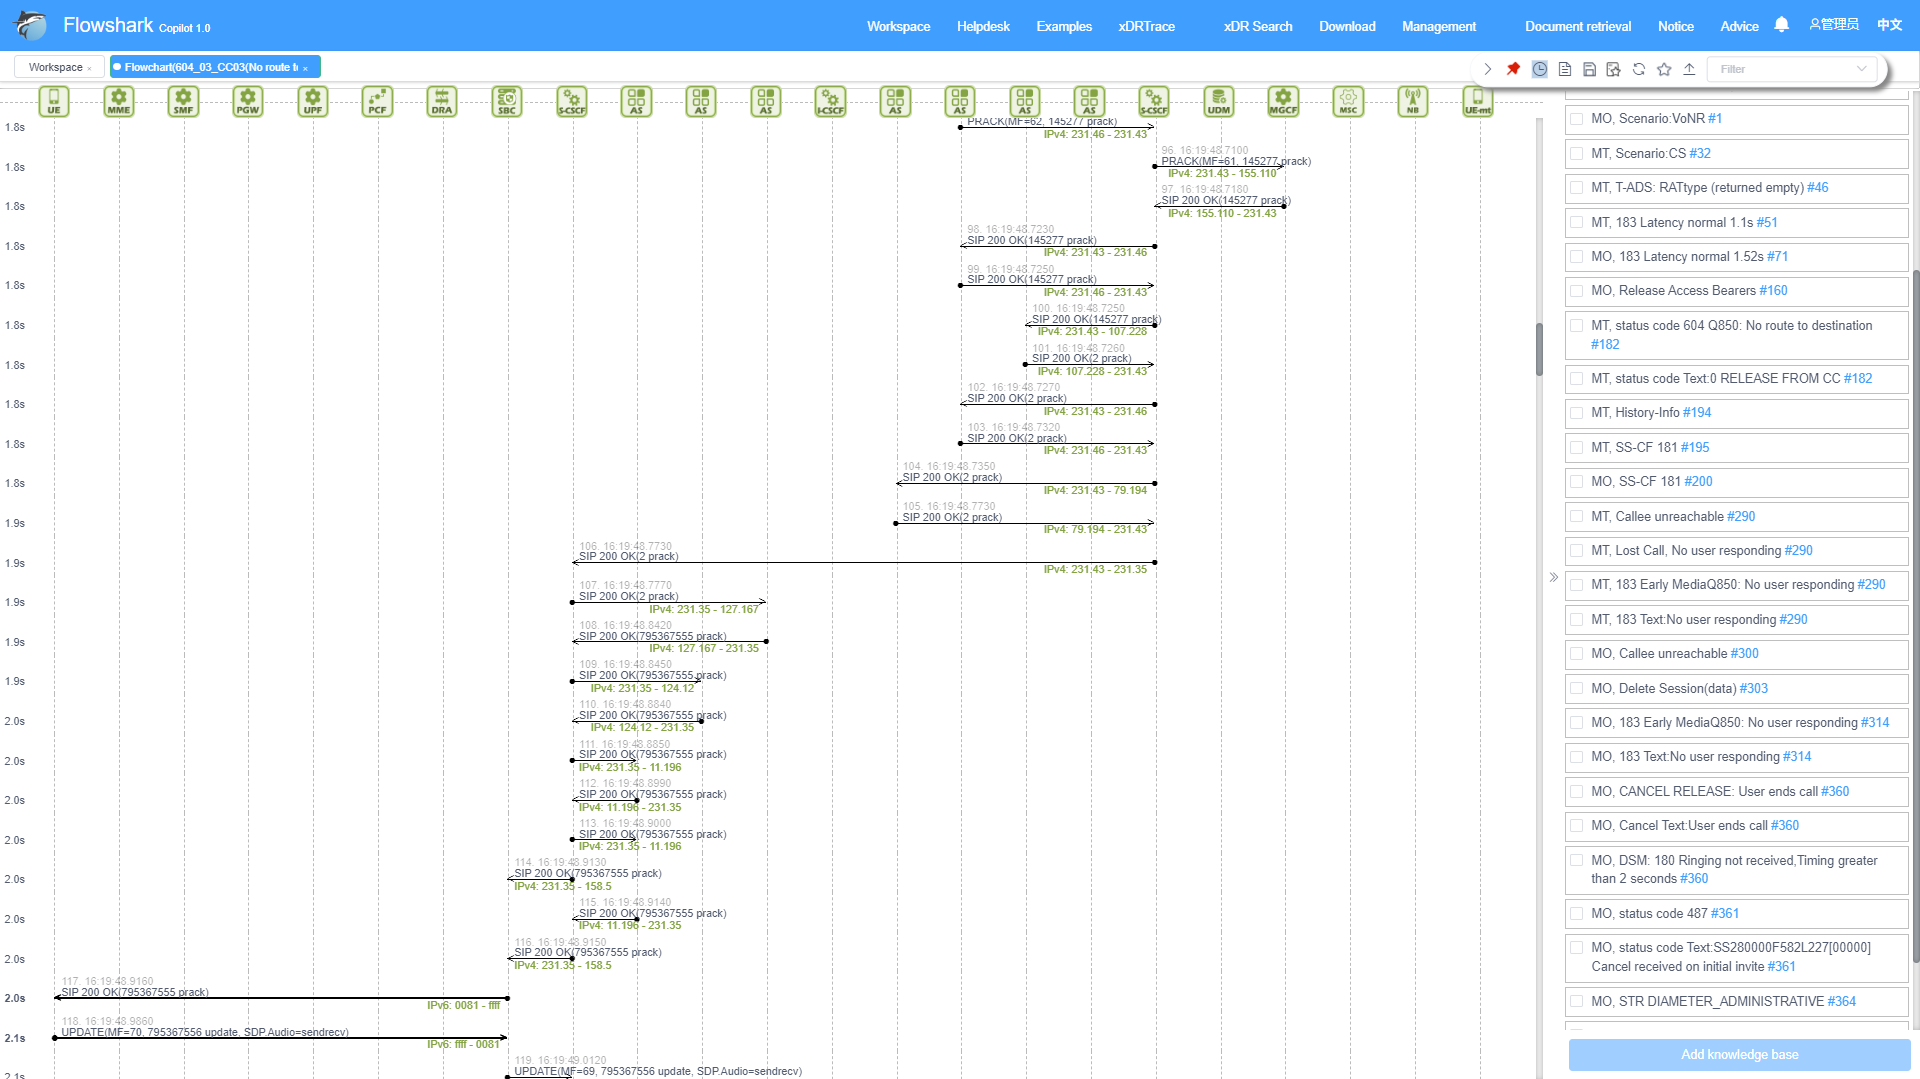 Flowshark Copilot 1.0
Workspace
Helpdesk
Examples
xDRTrace
xDR Search
Download
Management
Document retrieval
Notice
Advice
管理员
中文
Workspace ×
Flowchart(604_03_CC03(No route t ×
Filter
UE
MME
SMF
PGW
UPF
PCF
DRA
SBC
S-CSCF
AS
AS
AS
I-CSCF
AS
AS
AS
AS
S-CSCF
UDM
MGCF
MSC
NB
UE-mt
1.8s
PRACK(MF=62, 145277 prack)
IPv4: 231.46 - 231.43
96. 16:19:48.7100
1.8s
PRACK(MF=61, 145277 prack)
IPv4: 231.43 - 155.110
97. 16:19:48.7180
1.8s
SIP 200 OK(145277 prack)
IPv4: 155.110 - 231.43
98. 16:19:48.7230
1.8s
SIP 200 OK(145277 prack)
IPv4: 231.43 - 231.46
99. 16:19:48.7250
1.8s
SIP 200 OK(145277 prack)
IPv4: 231.46 - 231.43
100. 16:19:48.7250
1.8s
SIP 200 OK(145277 prack)
IPv4: 231.43 - 107.228
101. 16:19:48.7260
1.8s
SIP 200 OK(2 prack)
IPv4: 107.228 - 231.43
102. 16:19:48.7270
1.8s
SIP 200 OK(2 prack)
IPv4: 231.43 - 231.46
103. 16:19:48.7320
1.8s
SIP 200 OK(2 prack)
IPv4: 231.46 - 231.43
104. 16:19:48.7350
1.8s
SIP 200 OK(2 prack)
IPv4: 231.43 - 79.194
105. 16:19:48.7730
1.9s
SIP 200 OK(2 prack)
IPv4: 79.194 - 231.43
106. 16:19:48.7730
1.9s
SIP 200 OK(2 prack)
IPv4: 231.43 - 231.35
107. 16:19:48.7770
1.9s
SIP 200 OK(2 prack)
IPv4: 231.35 - 127.167
108. 16:19:48.8420
1.9s
SIP 200 OK(795367555 prack)
IPv4: 127.167 - 231.35
109. 16:19:48.8450
1.9s
SIP 200 OK(795367555 prack)
IPv4: 231.35 - 124.12
110. 16:19:48.8840
2.0s
SIP 200 OK(795367555 prack)
IPv4: 124.12 - 231.35
111. 16:19:48.8850
2.0s
SIP 200 OK(795367555 prack)
IPv4: 231.35 - 11.196
112. 16:19:48.8990
2.0s
SIP 200 OK(795367555 prack)
IPv4: 11.196 - 231.35
113. 16:19:48.9000
2.0s
SIP 200 OK(795367555 prack)
IPv4: 231.35 - 11.196
114. 16:19:48.9130
2.0s
SIP 200 OK(795367555 prack)
IPv4: 231.35 - 158.5
115. 16:19:48.9140
2.0s
SIP 200 OK(795367555 prack)
IPv4: 11.196 - 231.35
116. 16:19:48.9150
2.0s
SIP 200 OK(795367555 prack)
IPv4: 231.35 - 158.5
117. 16:19:48.9160
2.0s
SIP 200 OK(795367555 prack)
IPv6: 0081 - ffff
118. 16:19:48.9860
2.1s
UPDATE(MF=70, 795367556 update, SDP.Audio=sendrecv)
IPv6: ffff - 0081
119. 16:19:49.0120
2.1s
UPDATE(MF=69, 795367556 update, SDP.Audio=sendrecv)
MO, Scenario:VoNR #1
MT, Scenario:CS #32
MT, T-ADS: RATtype (returned empty) #46
MT, 183 Latency normal 1.1s #51
MO, 183 Latency normal 1.52s #71
MO, Release Access Bearers #160
MT, status code 604 Q850: No route to destination
#182
MT, status code Text:0 RELEASE FROM CC #182
MT, History-Info #194
MT, SS-CF 181 #195
MO, SS-CF 181 #200
MT, Callee unreachable #290
MT, Lost Call, No user responding #290
MT, 183 Early MediaQ850: No user responding #290
MT, 183 Text:No user responding #290
MO, Callee unreachable #300
MO, Delete Session(data) #303
MO, 183 Early MediaQ850: No user responding #314
MO, 183 Text:No user responding #314
MO, CANCEL RELEASE: User ends call #360
MO, Cancel Text:User ends call #360
MO, DSM: 180 Ringing not received,Timing greater
than 2 seconds #360
MO, status code 487 #361
MO, status code Text:SS280000F582L227[00000]
Cancel received on initial invite #361
MO, STR DIAMETER_ADMINISTRATIVE #364
Add knowledge base